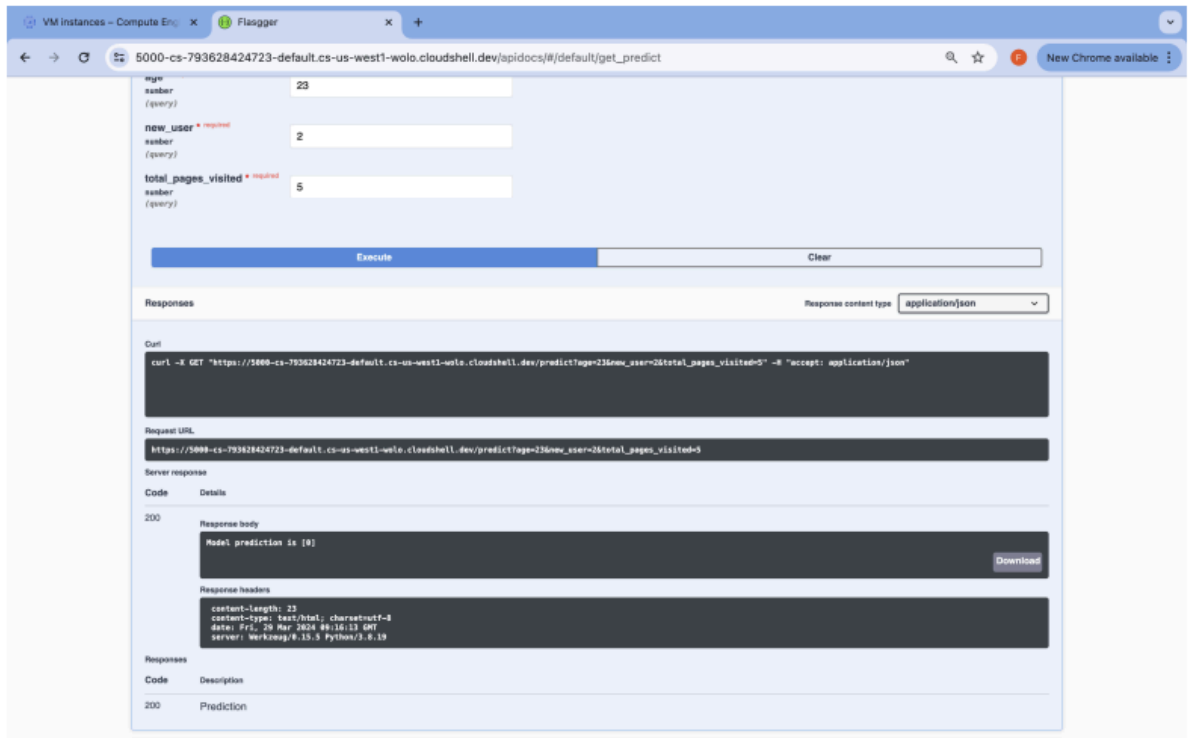 VM instances – Compute Eng
Flasgger
5000-cs-793628424723-default.cs-us-west1-wolo.cloudshell.dev/apidocs/#/default/get_predict
New Chrome available
age
number
(query)
23
new_user * required
number
(query)
2
total_pages_visited * required
number
(query)
5
Execute
Clear
Responses
Response content type
application/json
Curl
curl -X GET "https://5000-cs-793628424723-default.cs-us-west1-wolo.cloudshell.dev/predict?age=23&new_user=2&total_pages_visited=5" -H "accept: application/json"
Request URL
https://5000-cs-793628424723-default.cs-us-west1-wolo.cloudshell.dev/predict?age=23&new_user=2&total_pages_visited=5
Server response
Code Details
200
Response body
Model prediction is [0]
Download
Response headers
content-length: 23
content-type: text/html; charset=utf-8
date: Fri, 29 Mar 2024 09:16:13 GMT
server: Werkzeug/0.15.5 Python/3.8.19
Responses
Code Description
200 Prediction